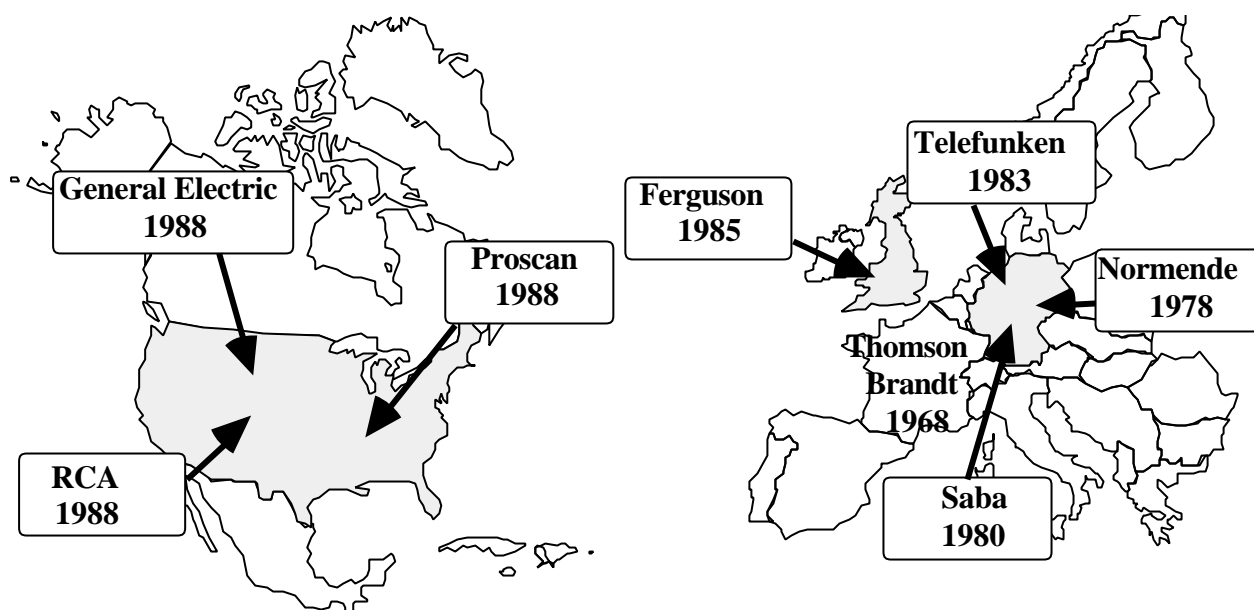 General Electric
1988
Proscan
1988
RCA
1988
Telefunken
1983
Ferguson
1985
Normende
1978
Thomson
Brandt
1968
Saba
1980